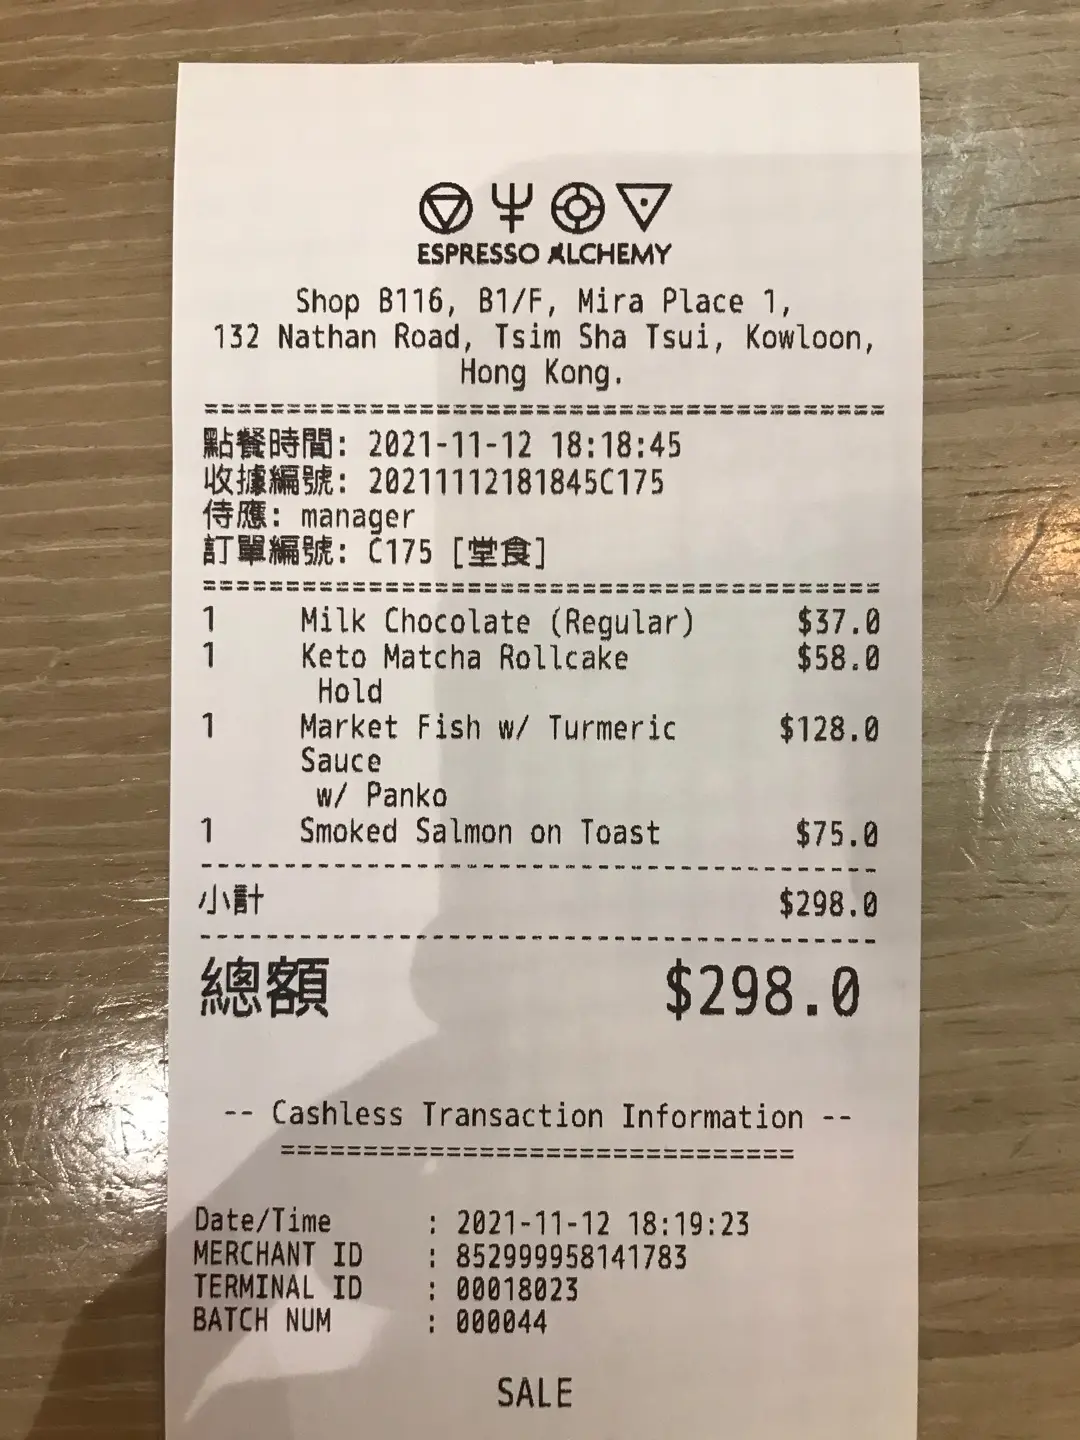 ESPRESSO ALCHEMY
Shop B116, B1/F, Mira Place 1,
132 Nathan Road, Tsim Sha Tsui, Kowloon,
Hong Kong.
========================================
點餐時間: 2021-11-12 18:18:45
收據編號: 20211112181845C175
侍應: manager
訂單編號: C175 [堂食]
========================================
1 Milk Chocolate (Regular) $37.0
1 Keto Matcha Rollcake $58.0
Hold
1 Market Fish w/ Turmeric $128.0
Sauce
w/ Panko
1 Smoked Salmon on Toast $75.0
----------------------------------------
小計 $298.0
----------------------------------------
總額 $298.0
-- Cashless Transaction Information --
===============================
Date/Time : 2021-11-12 18:19:23
MERCHANT ID : 852999958141783
TERMINAL ID : 00018023
BATCH NUM : 000044
SALE